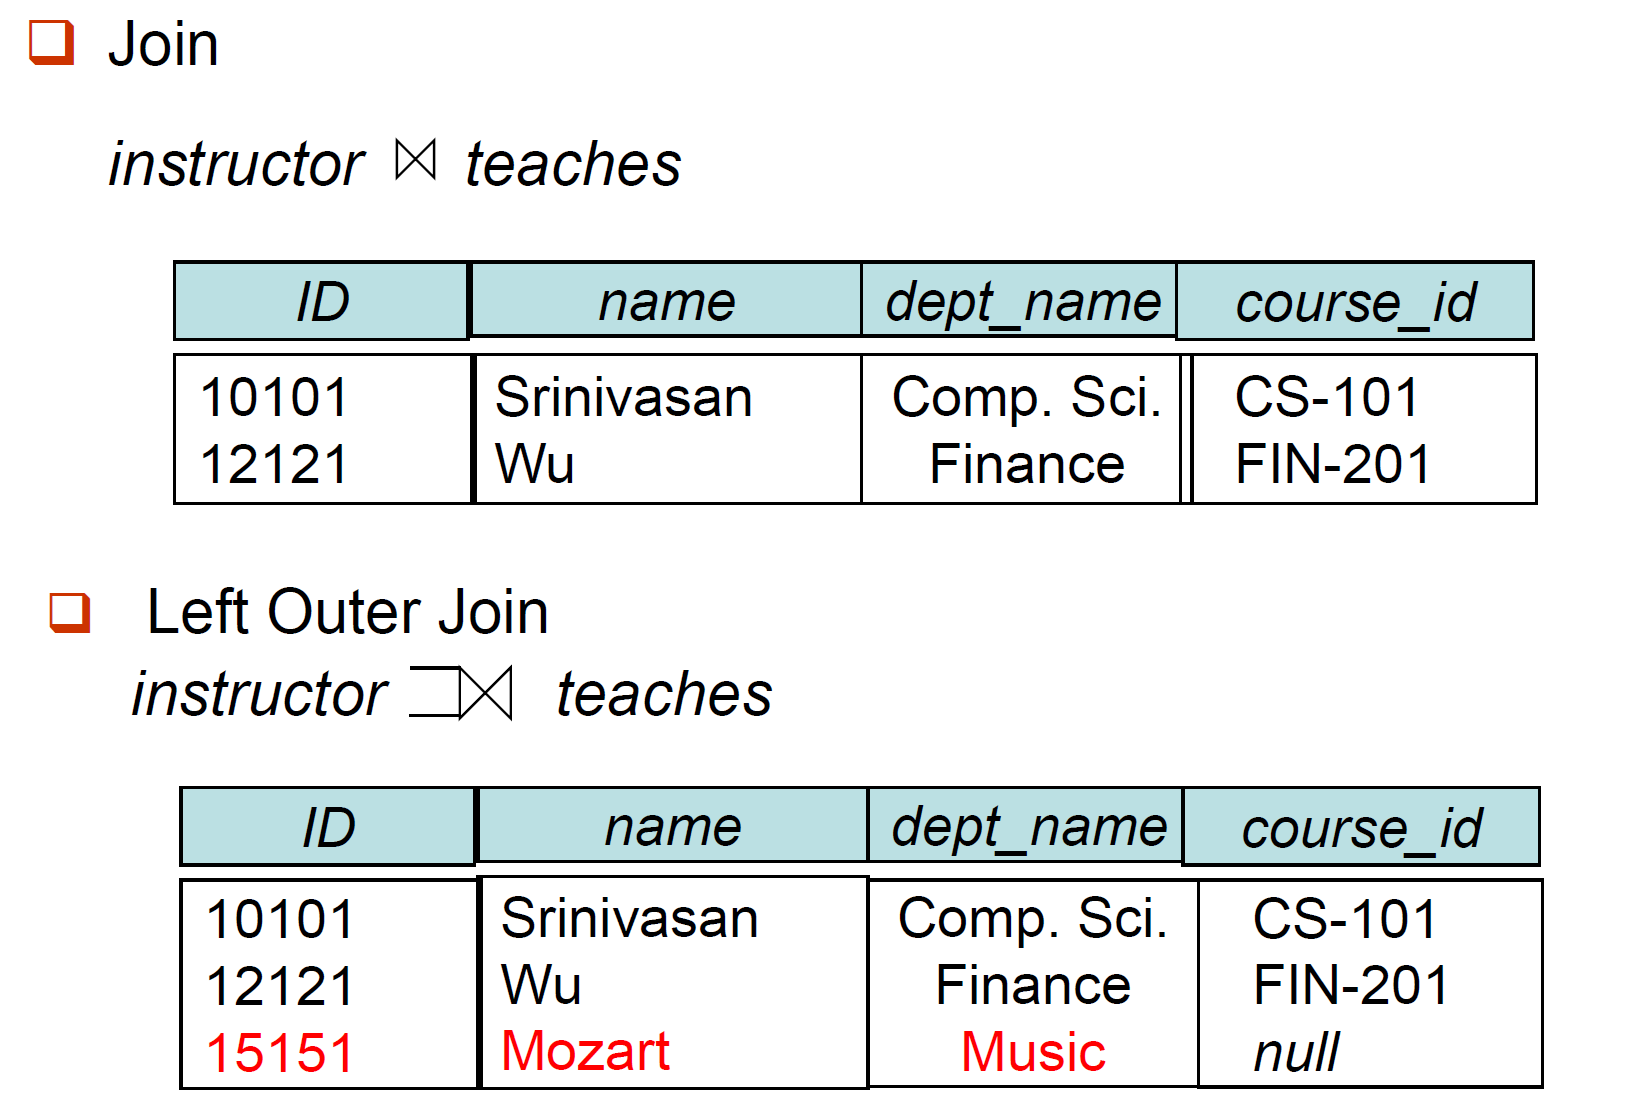 Join
instructor ⋈ teaches
ID name dept_name course_id
10101 Srinivasan Comp. Sci. CS-101
12121 Wu Finance FIN-201
Left Outer Join
instructor ⟕ teaches
ID name dept_name course_id
10101 Srinivasan Comp. Sci. CS-101
12121 Wu Finance FIN-201
15151 Mozart Music null